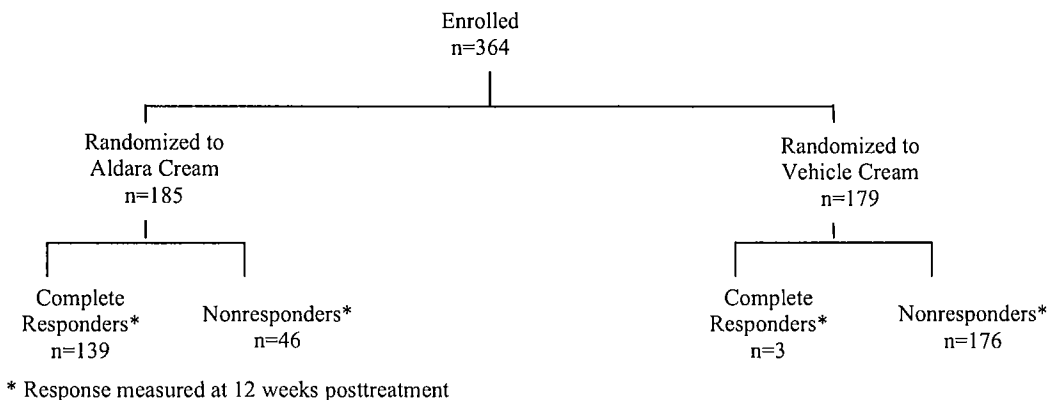 Enrolled
n=364
Randomized to
Aldara Cream
n=185
Randomized to
Vehicle Cream
n=179
Complete
Responders*
n=139
Nonresponders*
n=46
Complete
Responders*
n=3
Nonresponders*
n=176
* Response measured at 12 weeks posttreatment